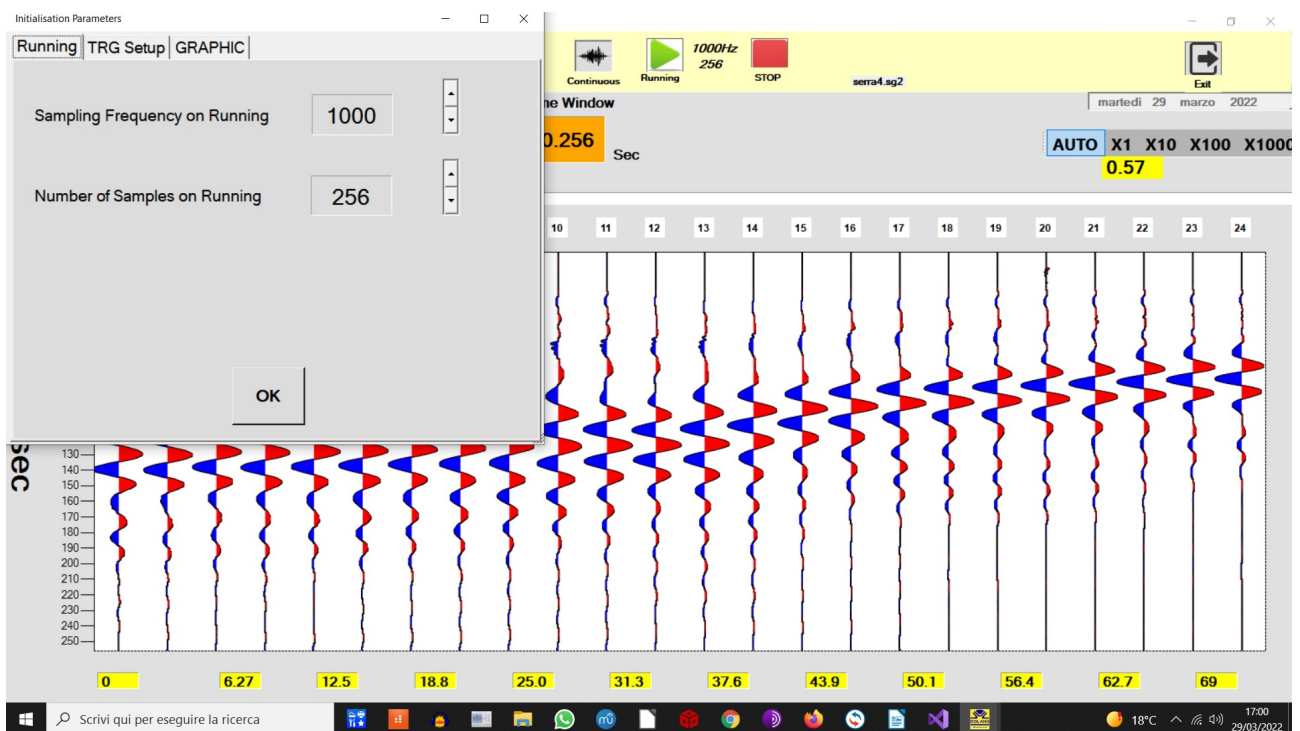 Initialisation Parameters
Running TRG Setup GRAPHIC
Sampling Frequency on Running 1000
Number of Samples on Running 256
OK
Continuous Running 1000Hz 256 STOP serra4.sg2 Exit
ne Window
0.256 Sec
martedì 29 marzo 2022
AUTO X1 X10 X100 X1000
0.57
10 11 12 13 14 15 16 17 18 19 20 21 22 23 24
sec
130
140
150
160
170
180
190
200
210
220
230
240
250
0 6.27 12.5 18.8 25.0 31.3 37.6 43.9 50.1 56.4 62.7 69
Scrivi qui per eseguire la ricerca
18°C
17:00
29/03/2022